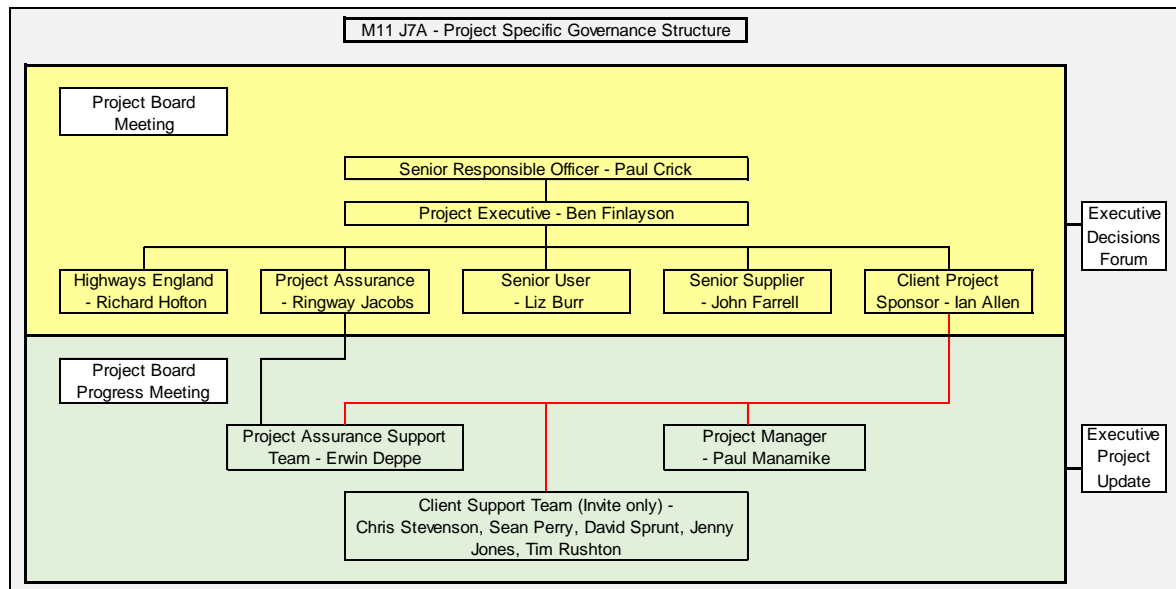 M11 J7A - Project Specific Governance Structure
Project Board
Meeting
Senior Responsible Officer - Paul Crick
Project Executive - Ben Finlayson
Executive
Decisions
Forum
Highways England
- Richard Hofton
Project Assurance
- Ringway Jacobs
Senior User
- Liz Burr
Senior Supplier
- John Farrell
Client Project
Sponsor - Ian Allen
Project Board
Progress Meeting
Project Assurance Support
Team - Erwin Deppe
Project Manager
- Paul Manamike
Executive
Project
Update
Client Support Team (Invite only) -
Chris Stevenson, Sean Perry, David Sprunt, Jenny
Jones, Tim Rushton